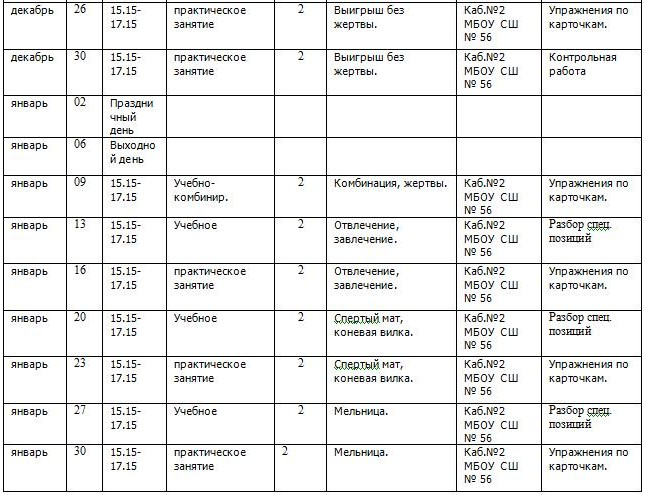 декабрь 26 15.15- практическое 2 Выигрыш без Каб.№2 Упражнения по
17.15 занятие жертвы. МБОУ СШ карточкам.
№ 56
декабрь 30 15.15- практическое 2 Выигрыш без Каб.№2 Контрольная
17.15 занятие жертвы. МБОУ СШ работа
№ 56
январь 02 Праздни
чный
день
январь 06 Выходно
й день
январь 09 15.15- Учебно- 2 Комбинация, жертвы. Каб.№2 Упражнения по
17.15 комбинир. МБОУ СШ карточкам.
№ 56
январь 13 15.15- Учебное 2 Отвлечение, Каб.№2 Разбор спец.
17.15 завлечение. МБОУ СШ позиций
№ 56
январь 16 15.15- практическое 2 Отвлечение, Каб.№2 Упражнения по
17.15 занятие завлечение. МБОУ СШ карточкам.
№ 56
январь 20 15.15- Учебное 2 Спертый мат, Каб.№2 Разбор спец.
17.15 коневая вилка. МБОУ СШ позиций
№ 56
январь 23 15.15- практическое 2 Спертый мат, Каб.№2 Упражнения по
17.15 занятие коневая вилка. МБОУ СШ карточкам.
№ 56
январь 27 15.15- Учебное 2 Мельница. Каб.№2 Разбор спец.
17.15 МБОУ СШ позиций
№ 56
январь 30 15.15- практическое 2 Мельница. Каб.№2 Упражнения по
17.15 занятие МБОУ СШ карточкам.
№ 56